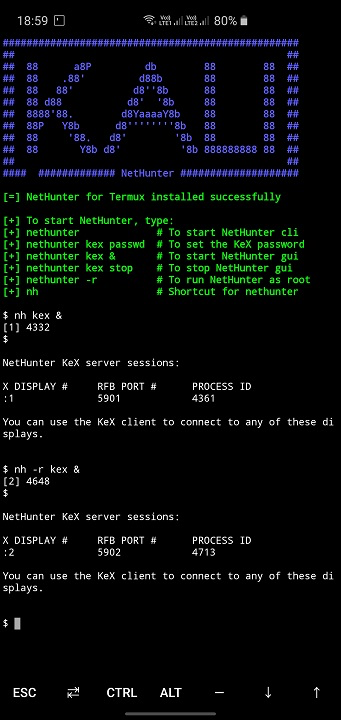 18:59 Vo)) LTE1 Vo)) LTE2 80%
##################################################
##                                              ##
##  88      a8P         db        88        88  ##
##  88    .88'         d88b       88        88  ##
##  88   88'          d8''8b      88        88  ##
##  88 d88           d8'  '8b     88        88  ##
##  8888'88.        d8YaaaaY8b    88        88  ##
##  88P   Y8b      d8''''''''8b   88        88  ##
##  88     '88.   d8'        '8b  88        88  ##
##  88       Y8b d8'          '8b 888888888 88  ##
##                                              ##
####  ############# NetHunter ####################
[=] NetHunter for Termux installed successfully
[+] To start NetHunter, type:
[+] nethunter             # To start NetHunter cli
[+] nethunter kex passwd  # To set the KeX password
[+] nethunter kex &       # To start NetHunter gui
[+] nethunter kex stop    # To stop NetHunter gui
[+] nethunter -r          # To run NetHunter as root
[+] nh                    # Shortcut for nethunter
$ nh kex &
[1] 4332
$
NetHunter KeX server sessions:
X DISPLAY #     RFB PORT #      PROCESS ID
:1              5901            4361
You can use the KeX client to connect to any of these di
splays.
$ nh -r kex &
[2] 4648
$
NetHunter KeX server sessions:
X DISPLAY #     RFB PORT #      PROCESS ID
:2              5902            4713
You can use the KeX client to connect to any of these di
splays.
$
ESC ⇄ CTRL ALT ― ↓ ↑